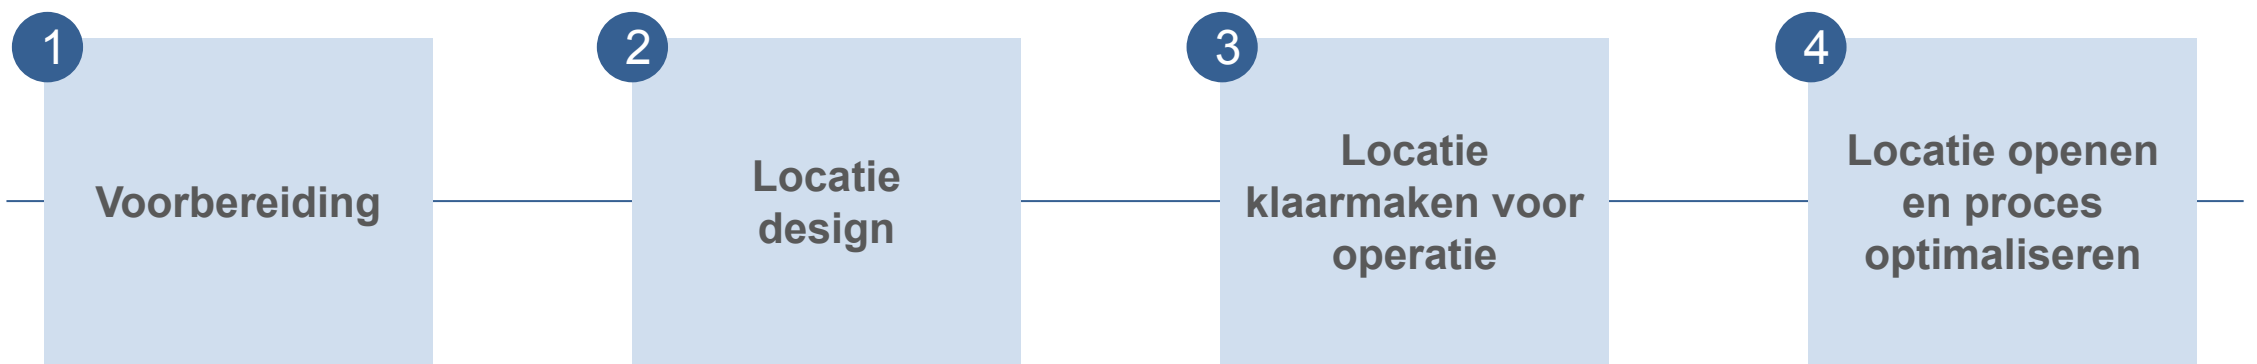 1
Voorbereiding
2
Locatie
design
3
Locatie
klaarmaken voor
operatie
4
Locatie openen
en proces
optimaliseren